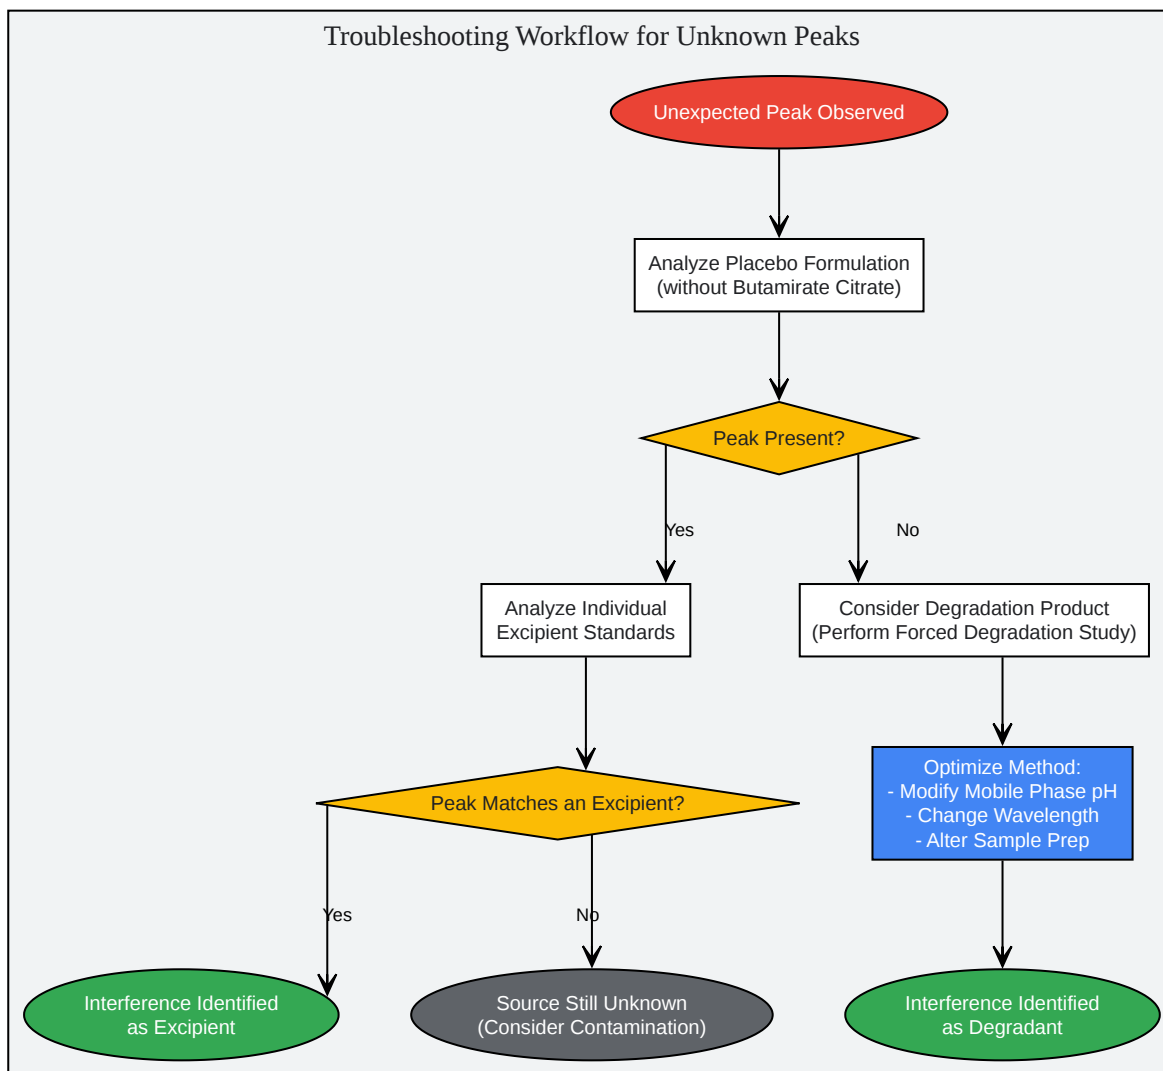 Troubleshooting Workflow for Unknown Peaks
Unexpected Peak Observed
Analyze Placebo Formulation
(without Butamirate Citrate)
Peak Present?
Yes
No
Analyze Individual
Excipient Standards
Consider Degradation Product
(Perform Forced Degradation Study)
Optimize Method:
- Modify Mobile Phase pH
- Change Wavelength
- Alter Sample Prep
Peak Matches an Excipient?
Yes
No
Interference Identified
as Excipient
Source Still Unknown
(Consider Contamination)
Interference Identified
as Degradant